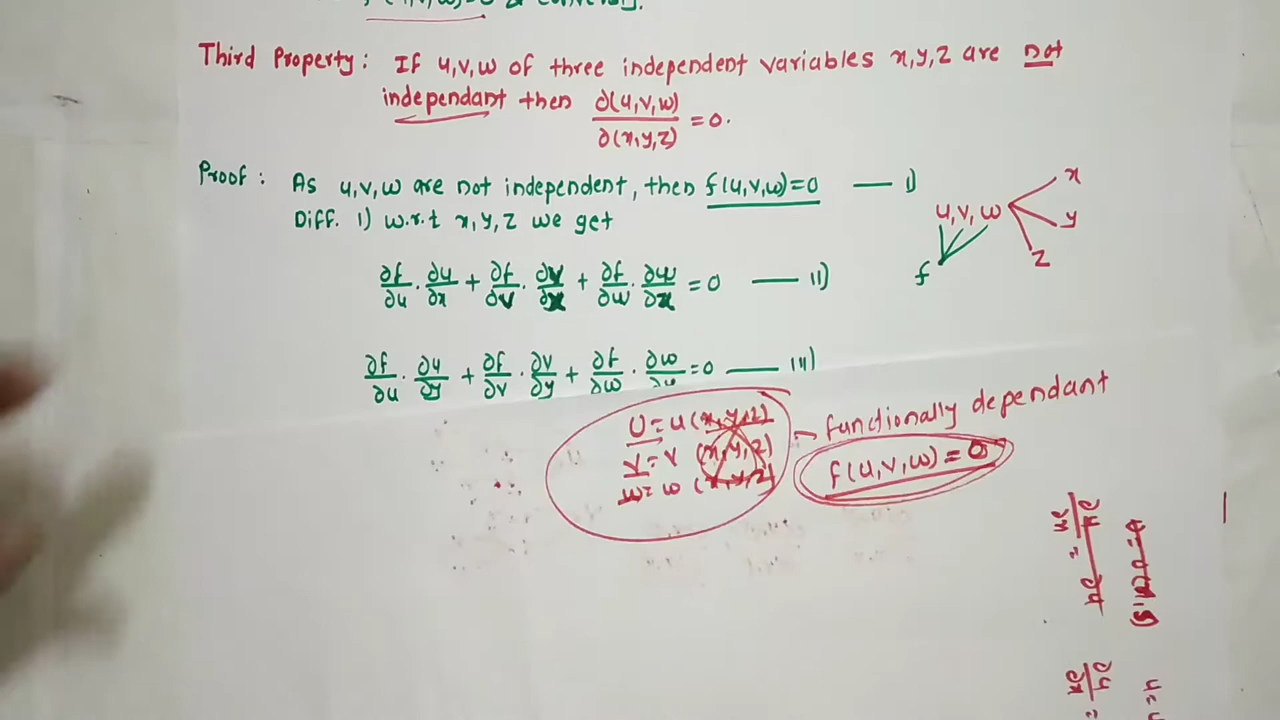 Third Property: If u,v,w of three independent variables x,y,z are not
independant then ∂(u,v,w)/∂(x,y,z) = 0.
Proof: As u,v,w are not independent, then f(u,v,w)=0 — i)
Diff. i) w.r.t x,y,z we get
u,v,w
x
y
z
f
∂f/∂u · ∂u/∂x + ∂f/∂v · ∂v/∂x + ∂f/∂w · ∂w/∂x = 0 — ii)
∂f/∂u · ∂u/∂y + ∂f/∂v · ∂v/∂y + ∂f/∂w · ∂w/∂y = 0 — iii)
u=u(x,y,z)
v=v (x,y,z)
w=w (x,y,z)
functionally dependant
f(u,v,w)=0